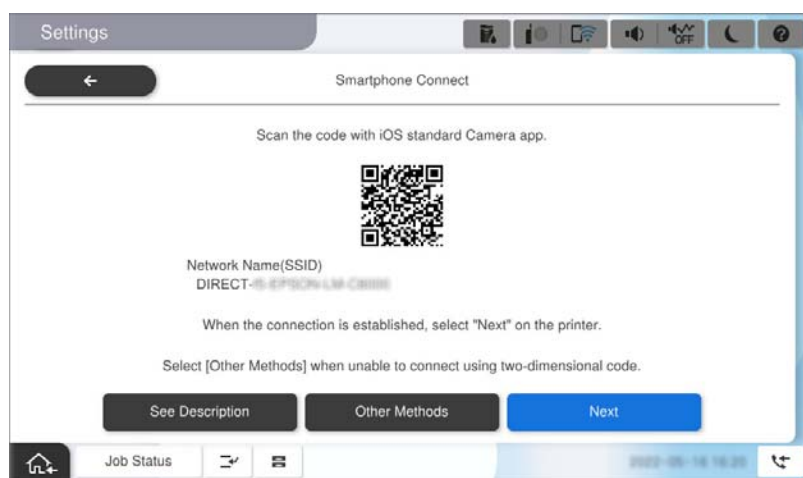 Settings
OFF
Smartphone Connect
Scan the code with iOS standard Camera app.
Network Name(SSID)
DIRECT-
When the connection is established, select "Next" on the printer.
Select [Other Methods] when unable to connect using two-dimensional code.
See Description
Other Methods
Next
Job Status